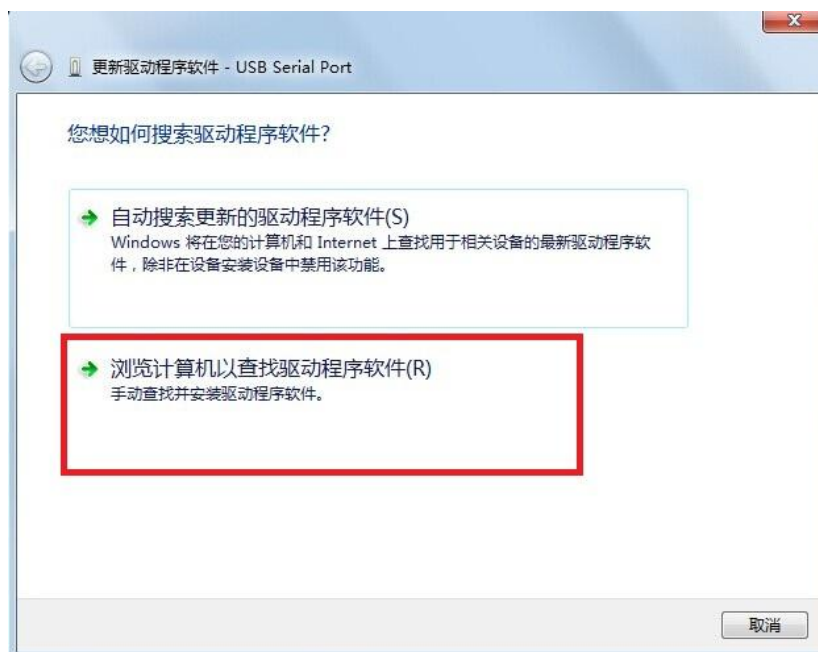 更新驱动程序软件 - USB Serial Port
您想如何搜索驱动程序软件?
自动搜索更新的驱动程序软件(S)
Windows 将在您的计算机和 Internet 上查找用于相关设备的最新驱动程序软
件，除非在设备安装设备中禁用该功能。
浏览计算机以查找驱动程序软件(R)
手动查找并安装驱动程序软件。
取消